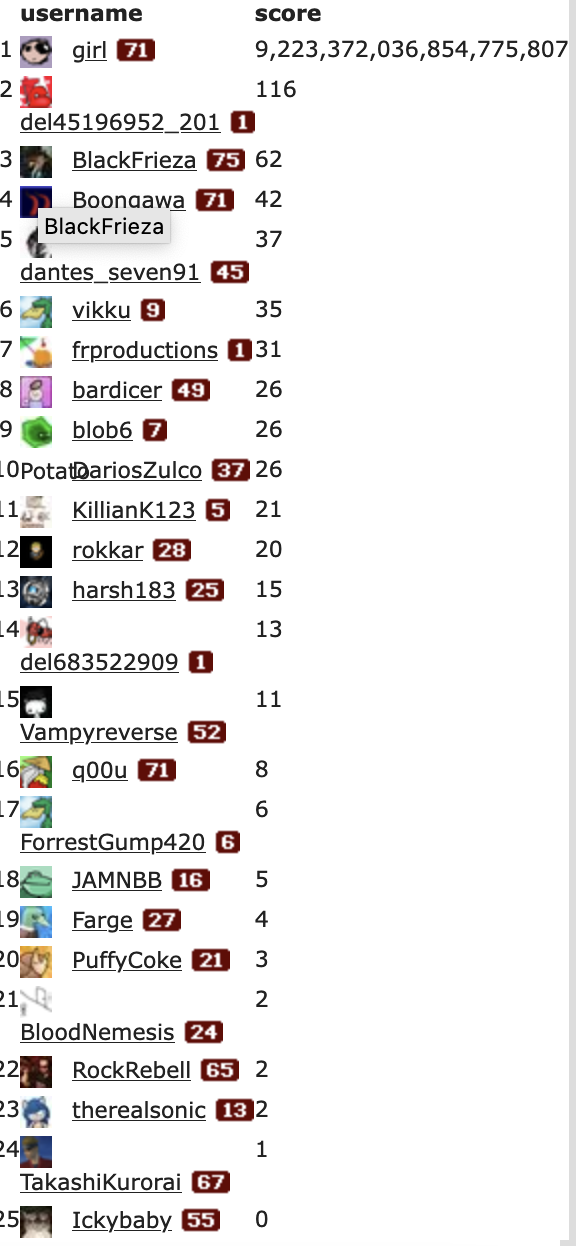 username score
1 girl 71 9,223,372,036,854,775,807
2 116
del45196952_201 1
3 BlackFrieza 75 62
4 Boongawa 71 42
BlackFrieza
5 37
dantes_seven91 45
6 vikku 9 35
7 frproductions 1 31
8 bardicer 49 26
9 blob6 7 26
10 Potato DariosZulco 37 26
11 KillianK123 5 21
12 rokkar 28 20
13 harsh183 25 15
14 13
del683522909 1
15 11
Vampyreverse 52
16 q00u 71 8
17 6
ForrestGump420 6
18 JAMNBB 16 5
19 Farge 27 4
20 PuffyCoke 21 3
21 2
BloodNemesis 24
22 RockRebell 65 2
23 therealsonic 13 2
24 1
TakashiKurorai 67
25 Ickybaby 55 0